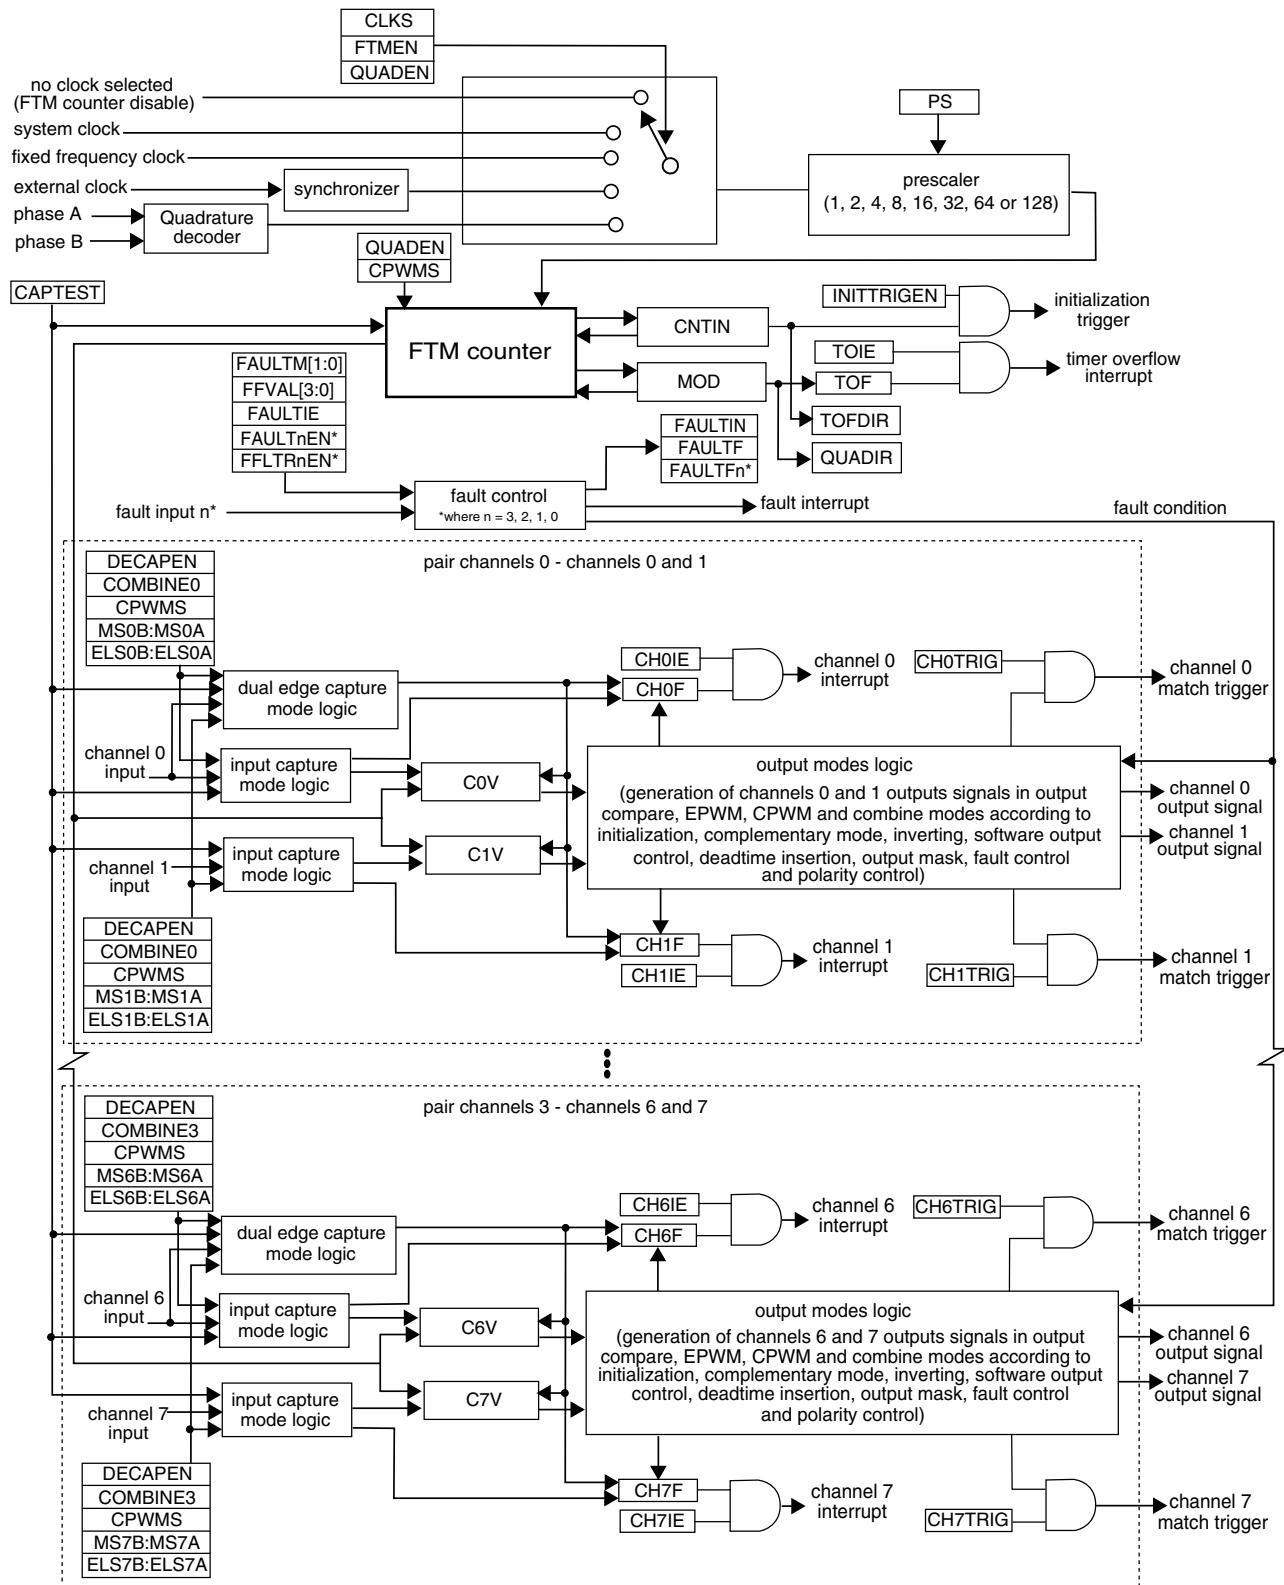 CLKS
FTMEN
QUADEN
no clock selected
(FTM counter disable)
system clock
fixed frequency clock
external clock
synchronizer
phase A
phase B
Quadrature
decoder
PS
prescaler
(1, 2, 4, 8, 16, 32, 64 or 128)
QUADEN
CPWMS
CAPTEST
FTM counter
CNTIN
MOD
INITTRIGEN
initialization
trigger
TOIE
TOF
timer overflow
interrupt
TOFDIR
QUADIR
FAULTM[1:0]
FFVAL[3:0]
FAULTIE
FAULTnEN*
FFLTRnEN*
FAULTIN
FAULTF
FAULTFn*
fault input n*
fault control
*where n = 3, 2, 1, 0
fault interrupt
fault condition
pair channels 0 - channels 0 and 1
DECAPEN
COMBINE0
CPWMS
MS0B:MS0A
ELS0B:ELS0A
dual edge capture
mode logic
channel 0
input
input capture
mode logic
C0V
CH0IE
CH0F
channel 0
interrupt
CH0TRIG
channel 0
match trigger
output modes logic
(generation of channels 0 and 1 outputs signals in output
compare, EPWM, CPWM and combine modes according to
initialization, complementary mode, inverting, software output
control, deadtime insertion, output mask, fault control
and polarity control)
channel 0
output signal
channel 1
output signal
channel 1
input
input capture
mode logic
C1V
DECAPEN
COMBINE0
CPWMS
MS1B:MS1A
ELS1B:ELS1A
CH1F
CH1IE
channel 1
interrupt
CH1TRIG
channel 1
match trigger
pair channels 3 - channels 6 and 7
DECAPEN
COMBINE3
CPWMS
MS6B:MS6A
ELS6B:ELS6A
dual edge capture
mode logic
channel 6
input
input capture
mode logic
C6V
CH6IE
CH6F
channel 6
interrupt
CH6TRIG
channel 6
match trigger
output modes logic
(generation of channels 6 and 7 outputs signals in output
compare, EPWM, CPWM and combine modes according to
initialization, complementary mode, inverting, software output
control, deadtime insertion, output mask, fault control
and polarity control)
channel 6
output signal
channel 7
output signal
channel 7
input
input capture
mode logic
C7V
DECAPEN
COMBINE3
CPWMS
MS7B:MS7A
ELS7B:ELS7A
CH7F
CH7IE
channel 7
interrupt
CH7TRIG
channel 7
match trigger